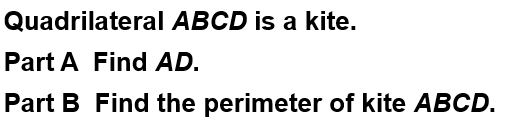 Quadrilateral ABCD is a kite.
Part A Find AD.
Part B Find the perimeter of kite ABCD.